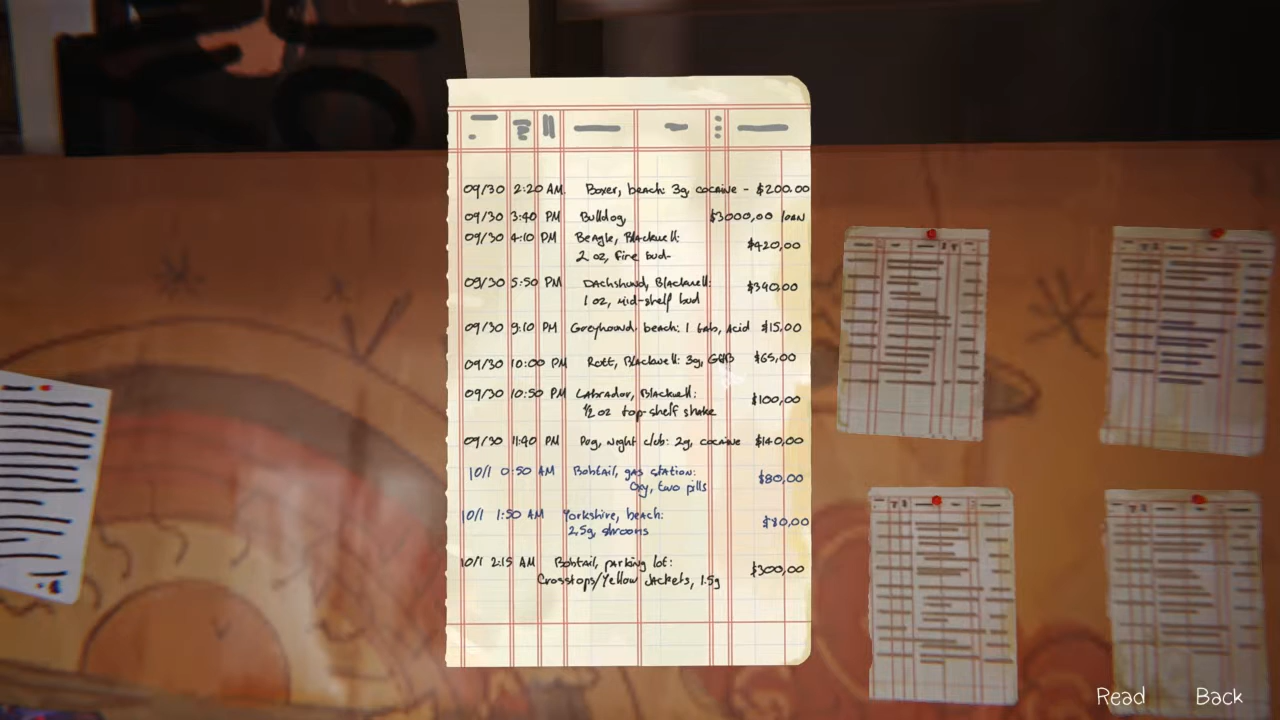 09/30 2:20 AM. Boxer, beach: 3g, cocaine - $200.00
09/30 3:40 PM Bulldog, $3000,00 loan
09/30 4:10 PM Beagle, Blackwell: $420,00
2 oz, fire bud-
09/30 5:50 PM Dachshund, Blackwell: $340,00
1 oz, mid-shelf bud
09/30 9:10 PM Greyhound, beach: 1 tab, Acid $15,00
09/30 10:00 PM Rott, Blackwell: 3g, GHB $65,00
09/30 10:50 PM Labrador, Blackwell: $100,00
1/2 oz top-shelf shake
09/30 11:40 PM Dog, night club: 2g, cocaine $140,00
10/1 0:50 AM Bobtail, gas station: $80,00
Oxy, two pills
10/1 1:50 AM Yorkshire, beach:
2,5g, shrooms
10/1 2:15 AM Bobtail, parking lot: $300,00
Crosstops/Yellow Jackets, 1.5g
Read Back